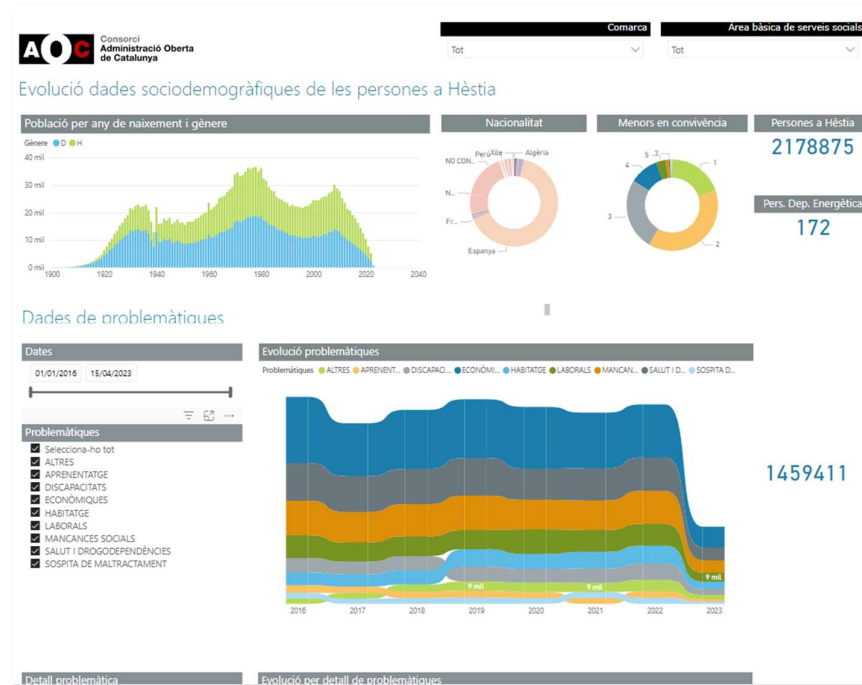 Comarca
Àrea bàsica de serveis socials
Tot
Tot
AOC
Consorci
Administració Oberta
de Catalunya
Evolució dades sociodemogràfiques de les persones a Hèstia
Població per any de naixement i gènere
Gènere D H
40 mil
30 mil
20 mil
10 mil
0 mil
1900 1920 1940 1960 1980 2000 2020 2040
Nacionalitat
NO CON... Perú Xile Algèria
N...
Fr...
Espanya
Menors en convivència
5 ..7.. 1
4
3
2
Persones a Hèstia
2178875
Pers. Dep. Energètica
172
Dades de problemàtiques
Dates
01/01/2016 15/04/2023
Problemàtiques
Selecciona-ho tot
ALTRES
APRENENTATGE
DISCAPACITATS
ECONÒMIQUES
HABITATGE
LABORALS
MANCANCES SOCIALS
SALUT I DROGODEPENDÈNCIES
SOSPITA DE MALTRACTAMENT
Evolució problemàtiques
Problemàtiques ALTRES APRENENT... DISCAPACI... ECONÒMI... HABITATGE LABORALS MANCAN... SALUT I D... SOSPITA D...
9 mil
9 mil 9 mil
2016 2017 2018 2019 2020 2021 2022 2023
1459411
Detall problemàtica
Evolució per detall de problemàtiques